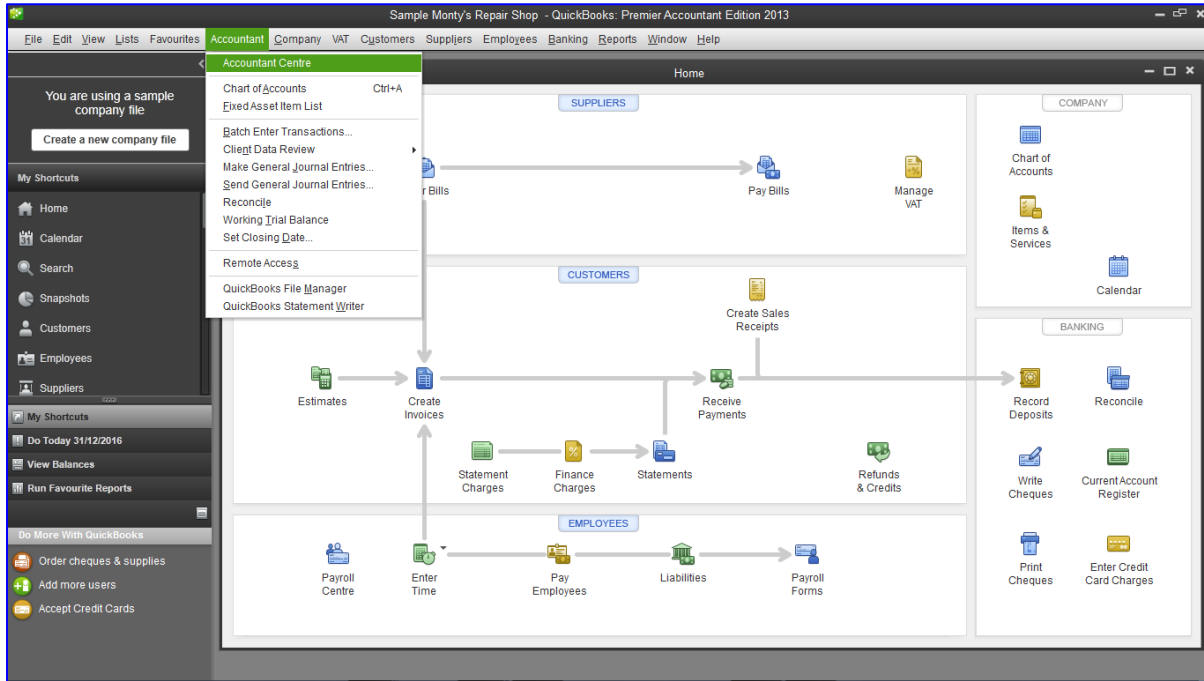 Sample Monty's Repair Shop - QuickBooks: Premier Accountant Edition 2013
File Edit View Lists Favourites Accountant Company VAT Customers Suppliers Employees Banking Reports Window Help
You are using a sample
company file
Create a new company file
My Shortcuts
Home
Calendar
Search
Snapshots
Customers
Employees
Suppliers
My Shortcuts
Do Today 31/12/2016
View Balances
Run Favourite Reports
Do More With QuickBooks
Order cheques & supplies
Add more users
Accept Credit Cards
Accountant Centre
Chart of Accounts Ctrl+A
Fixed Asset Item List
Batch Enter Transactions...
Client Data Review
Make General Journal Entries...
Send General Journal Entries...
Reconcile
Working Trial Balance
Set Closing Date...
Remote Access
QuickBooks File Manager
QuickBooks Statement Writer
Home
SUPPLIERS
r Bills
Pay Bills
Manage
VAT
CUSTOMERS
Create Sales
Receipts
Estimates
Create
Invoices
Receive
Payments
Statement
Charges
Finance
Charges
Statements
Refunds
& Credits
EMPLOYEES
Payroll
Centre
Enter
Time
Pay
Employees
Liabilities
Payroll
Forms
COMPANY
Chart of
Accounts
Items &
Services
Calendar
BANKING
Record
Deposits
Reconcile
Write
Cheques
Current Account
Register
Print
Cheques
Enter Credit
Card Charges